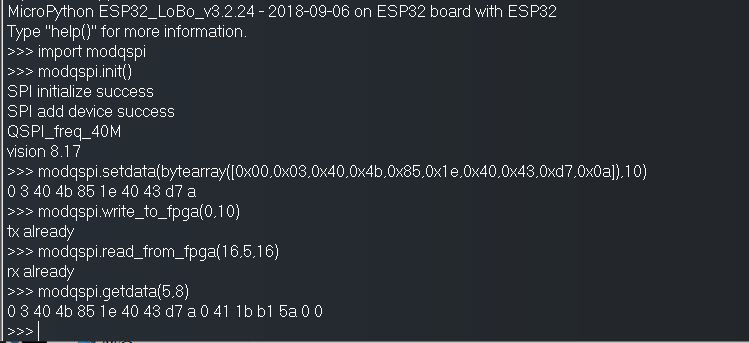 MicroPython ESP32_LoBo_v3.2.24 - 2018-09-06 on ESP32 board with ESP32
Type "help()" for more information.
>>> import modqspi
>>> modqspi.init()
SPI initialize success
SPI add device success
QSPI_freq_40M
vision 8.17
>>> modqspi.setdata(bytearray([0x00,0x03,0x40,0x4b,0x85,0x1e,0x40,0x43,0xd7,0x0a]),10)
0 3 40 4b 85 1e 40 43 d7 a
>>> modqspi.write_to_fpga(0,10)
tx already
>>> modqspi.read_from_fpga(16,5,16)
rx already
>>> modqspi.getdata(5,8)
0 3 40 4b 85 1e 40 43 d7 a 0 41 1b b1 5a 0 0
>>>